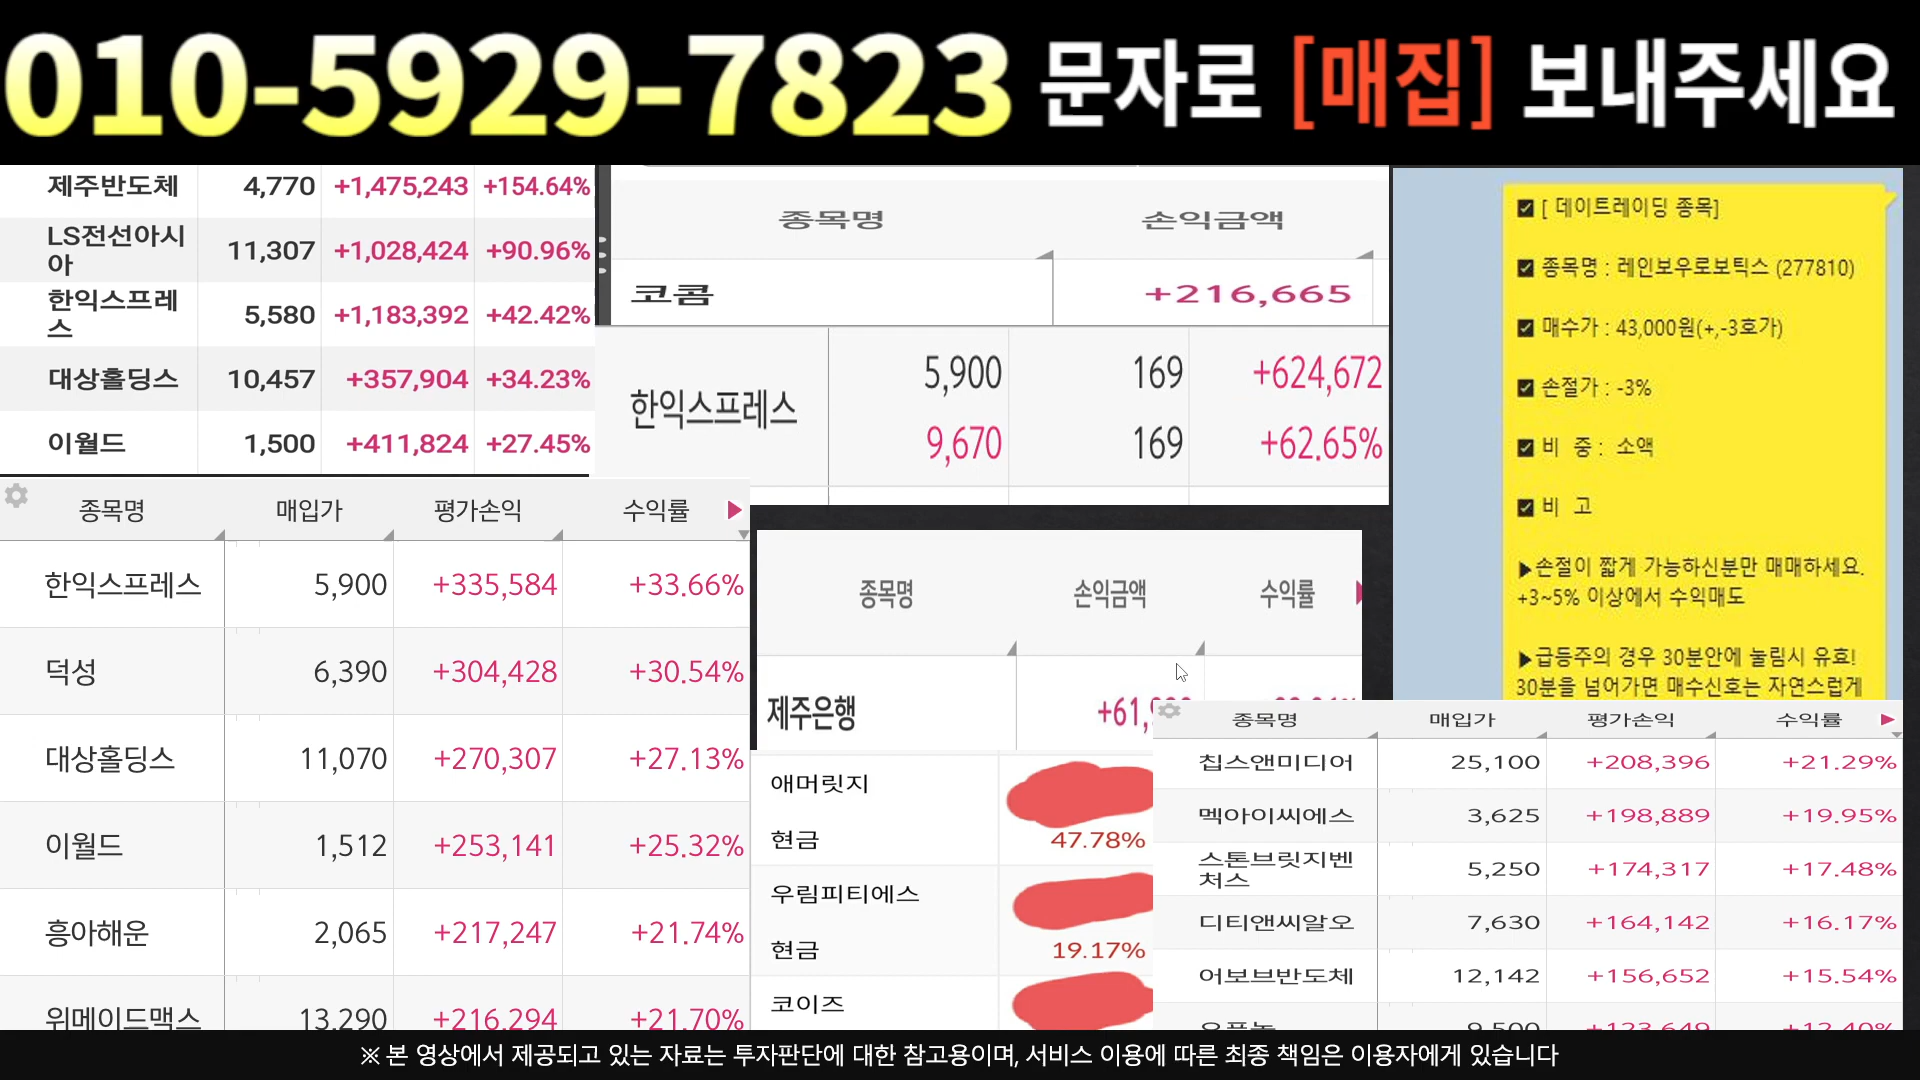 010-5929-7823 문자로 [매집] 보내주세요
제주반도체 4,770 +1,475,243 +154.64%
LS전선아시
아 11,307 +1,028,424 +90.96%
한익스프레
스 5,580 +1,183,392 +42.42%
대상홀딩스 10,457 +357,904 +34.23%
이월드 1,500 +411,824 +27.45%
종목명 손익금액
코콤 +216,665
한익스프레스
5,900 169 +624,672
9,670 169 +62.65%
☑ [ 데이트레이딩 종목]
☑ 종목명 : 레인보우로보틱스 (277810)
☑ 매수가 : 43,000원(+,-3호가)
☑ 손절가 : -3%
☑ 비 중 : 소액
☑ 비 고
▶손절이 짧게 가능하신분만 매매하세요.
+3~5% 이상에서 수익매도
▶급등주의 경우 30분안에 눌림시 유효!
30분을 넘어가면 매수신호는 자연스럽게
종목명 매입가 평가손익 수익률
한익스프레스 5,900 +335,584 +33.66%
덕성 6,390 +304,428 +30.54%
대상홀딩스 11,070 +270,307 +27.13%
이월드 1,512 +253,141 +25.32%
흥아해운 2,065 +217,247 +21.74%
위메이드맥스 13,290 +216,294 +21.70%
종목명 손익금액 수익률
제주은행
애머릿지
현금 47.78%
우림피티에스
현금 19.17%
코이즈
종목명 매입가 평가손익 수익률
칩스앤미디어 25,100 +208,396 +21.29%
멕아이씨에스 3,625 +198,889 +19.95%
스톤브릿지벤
처스 5,250 +174,317 +17.48%
디티앤씨알오 7,630 +164,142 +16.17%
어보브반도체 12,142 +156,652 +15.54%
※ 본 영상에서 제공되고 있는 자료는 투자판단에 대한 참고용이며, 서비스 이용에 따른 최종 책임은 이용자에게 있습니다